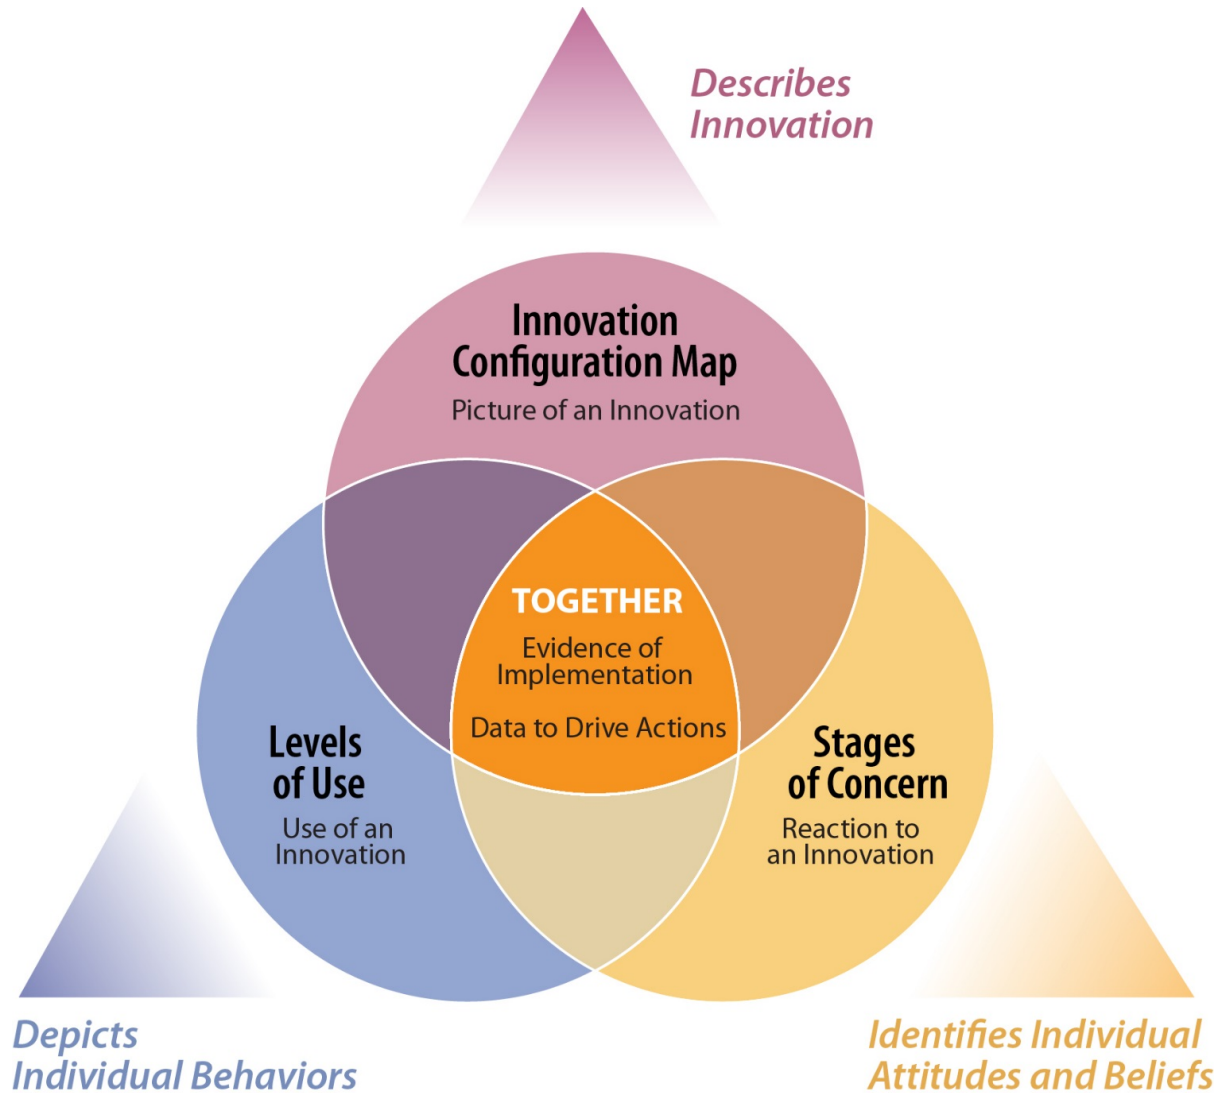 Describes
Innovation
Innovation
Configuration Map
Picture of an Innovation
TOGETHER
Evidence of
Implementation
Data to Drive Actions
Levels
of Use
Use of an
Innovation
Stages
of Concern
Reaction to
an Innovation
Depicts
Individual Behaviors
Identifies Individual
Attitudes and Beliefs